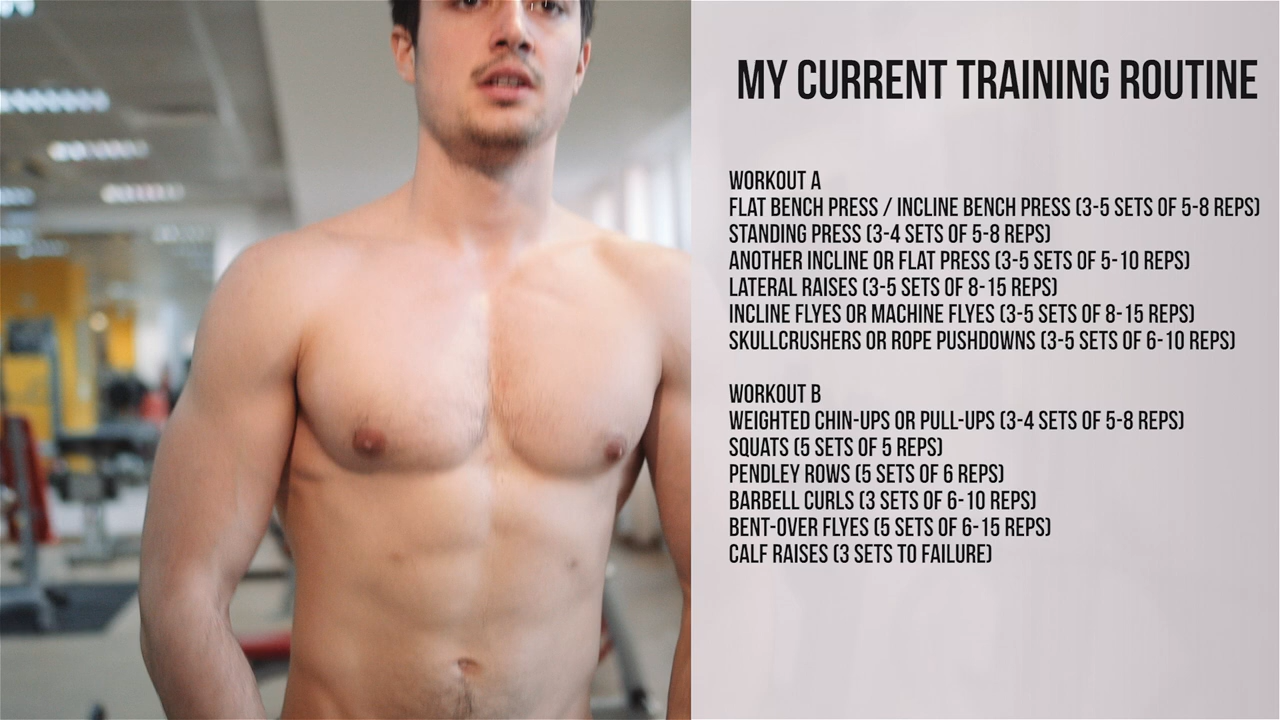 MY CURRENT TRAINING ROUTINE
WORKOUT A
FLAT BENCH PRESS / INCLINE BENCH PRESS (3-5 SETS OF 5-8 REPS)
STANDING PRESS (3-4 SETS OF 5-8 REPS)
ANOTHER INCLINE OR FLAT PRESS (3-5 SETS OF 5-10 REPS)
LATERAL RAISES (3-5 SETS OF 8-15 REPS)
INCLINE FLYES OR MACHINE FLYES (3-5 SETS OF 8-15 REPS)
SKULLCRUSHERS OR ROPE PUSHDOWNS (3-5 SETS OF 6-10 REPS)
WORKOUT B
WEIGHTED CHIN-UPS OR PULL-UPS (3-4 SETS OF 5-8 REPS)
SQUATS (5 SETS OF 5 REPS)
PENDLEY ROWS (5 SETS OF 6 REPS)
BARBELL CURLS (3 SETS OF 6-10 REPS)
BENT-OVER FLYES (5 SETS OF 6-15 REPS)
CALF RAISES (3 SETS TO FAILURE)